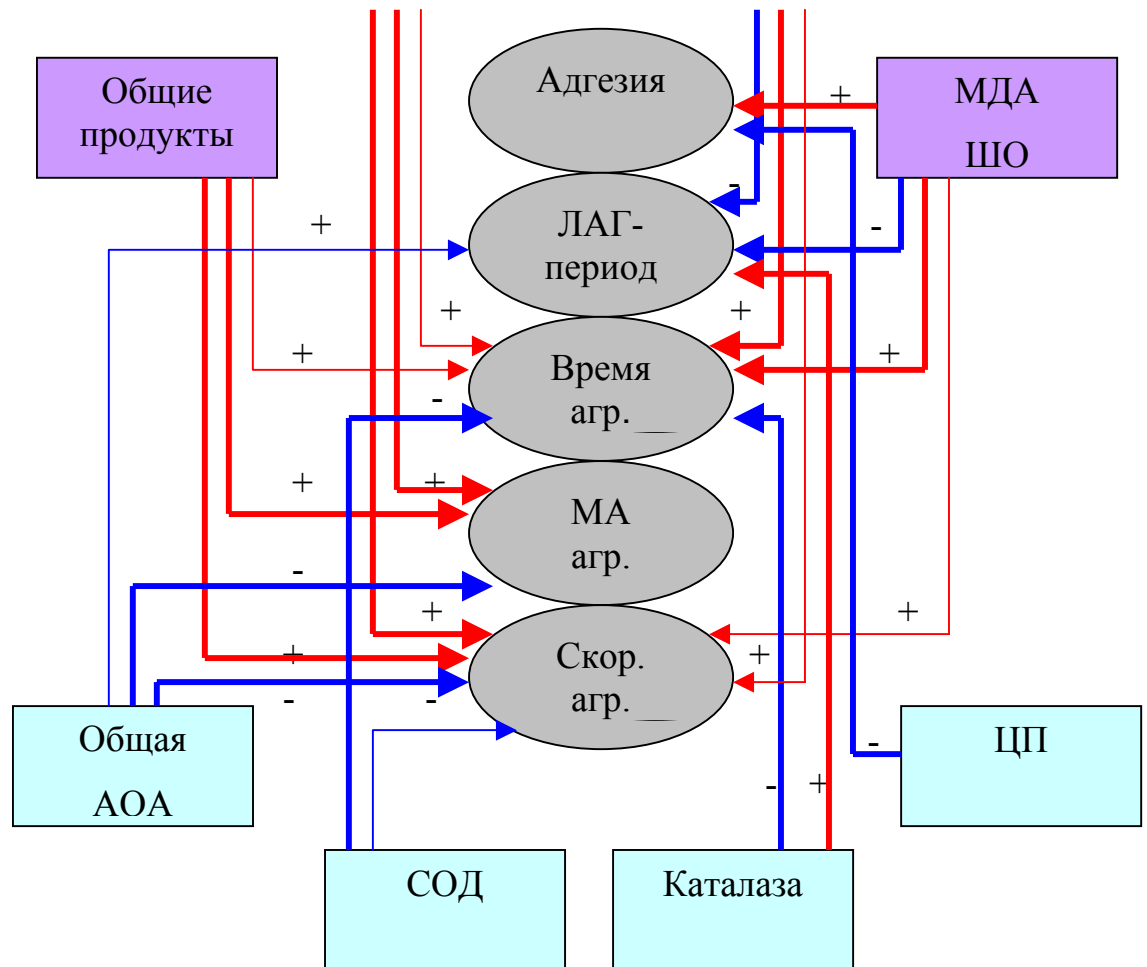 Общие
продукты
Адгезия
МДА
ШО
+
-
ЛАГ-
период
+
-
+
+
Время
агр.
+
+
-
+
+
МА
агр.
-
+
+
Скор.
агр.
+
+
-
-
Общая
АОА
ЦП
-
-
+
СОД
Каталаза